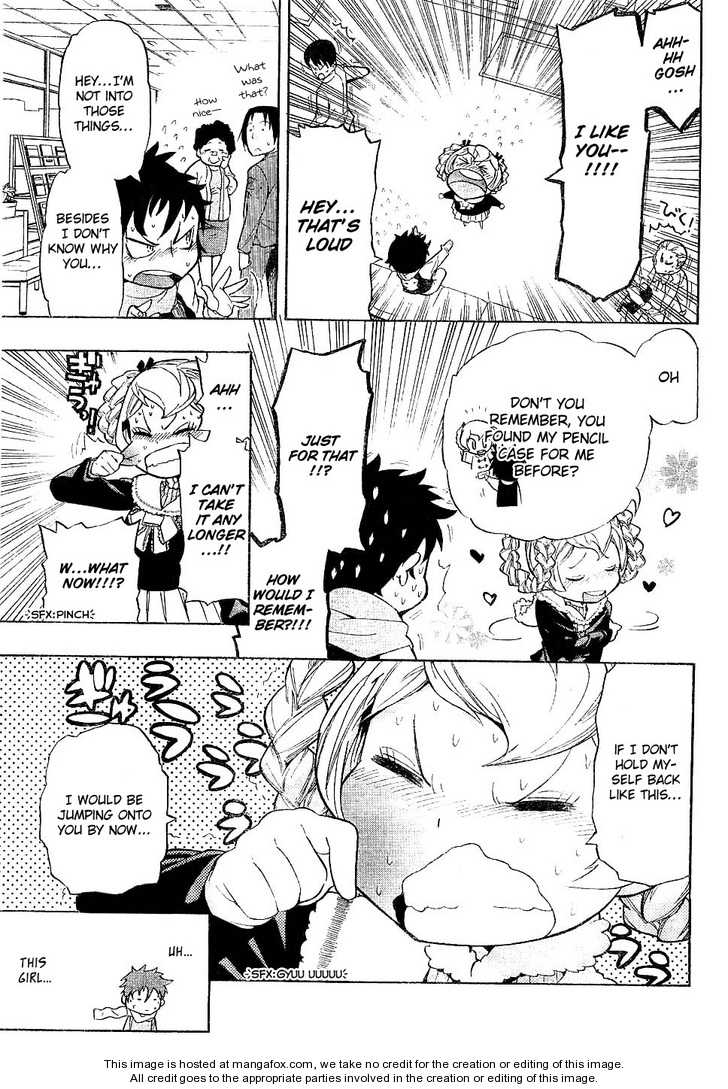 AHH-
HH
GOSH
...
I LIKE
YOU--
!!!!
HEY...
THAT'S
LOUD
びくっ
What
was
that?
How
nice—
HEY...I'M
NOT INTO
THOSE
THINGS...
BESIDES
I DON'T
KNOW WHY
YOU...
OH
DON'T YOU
REMEMBER, YOU
FOUND MY PENCIL
CASE FOR ME
BEFORE?
JUST
FOR THAT
!!?
HOW
WOULD I
REMEM-
BER?!!!
AHH
...
I CAN'T
TAKE
IT ANY
LONGER
...!!
W...WHAT
NOW!!!?
SFX:PINCH
IF I DON'T
HOLD MY-
SELF BACK
LIKE THIS...
I WOULD BE
JUMPING ONTO
YOU BY NOW...
SFX:GYUU UUUUU
UH...
THIS
GIRL...
This image is hosted at mangafox.com, we take no credit for the creation or editing of this image.
All credit goes to the appropriate parties involved in the creation or editing of this image.